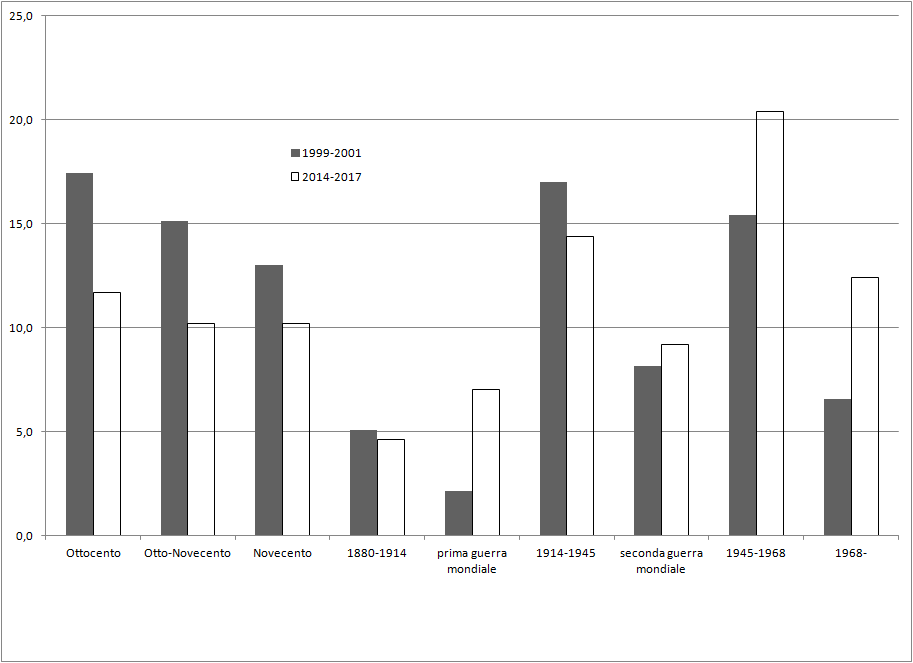 25,0
20,0
15,0
10,0
5,0
0,0
1999-2001
2014-2017
Ottocento
Otto-Novecento
Novecento
1880-1914
prima guerra
mondiale
1914-1945
seconda guerra
mondiale
1945-1968
1968-